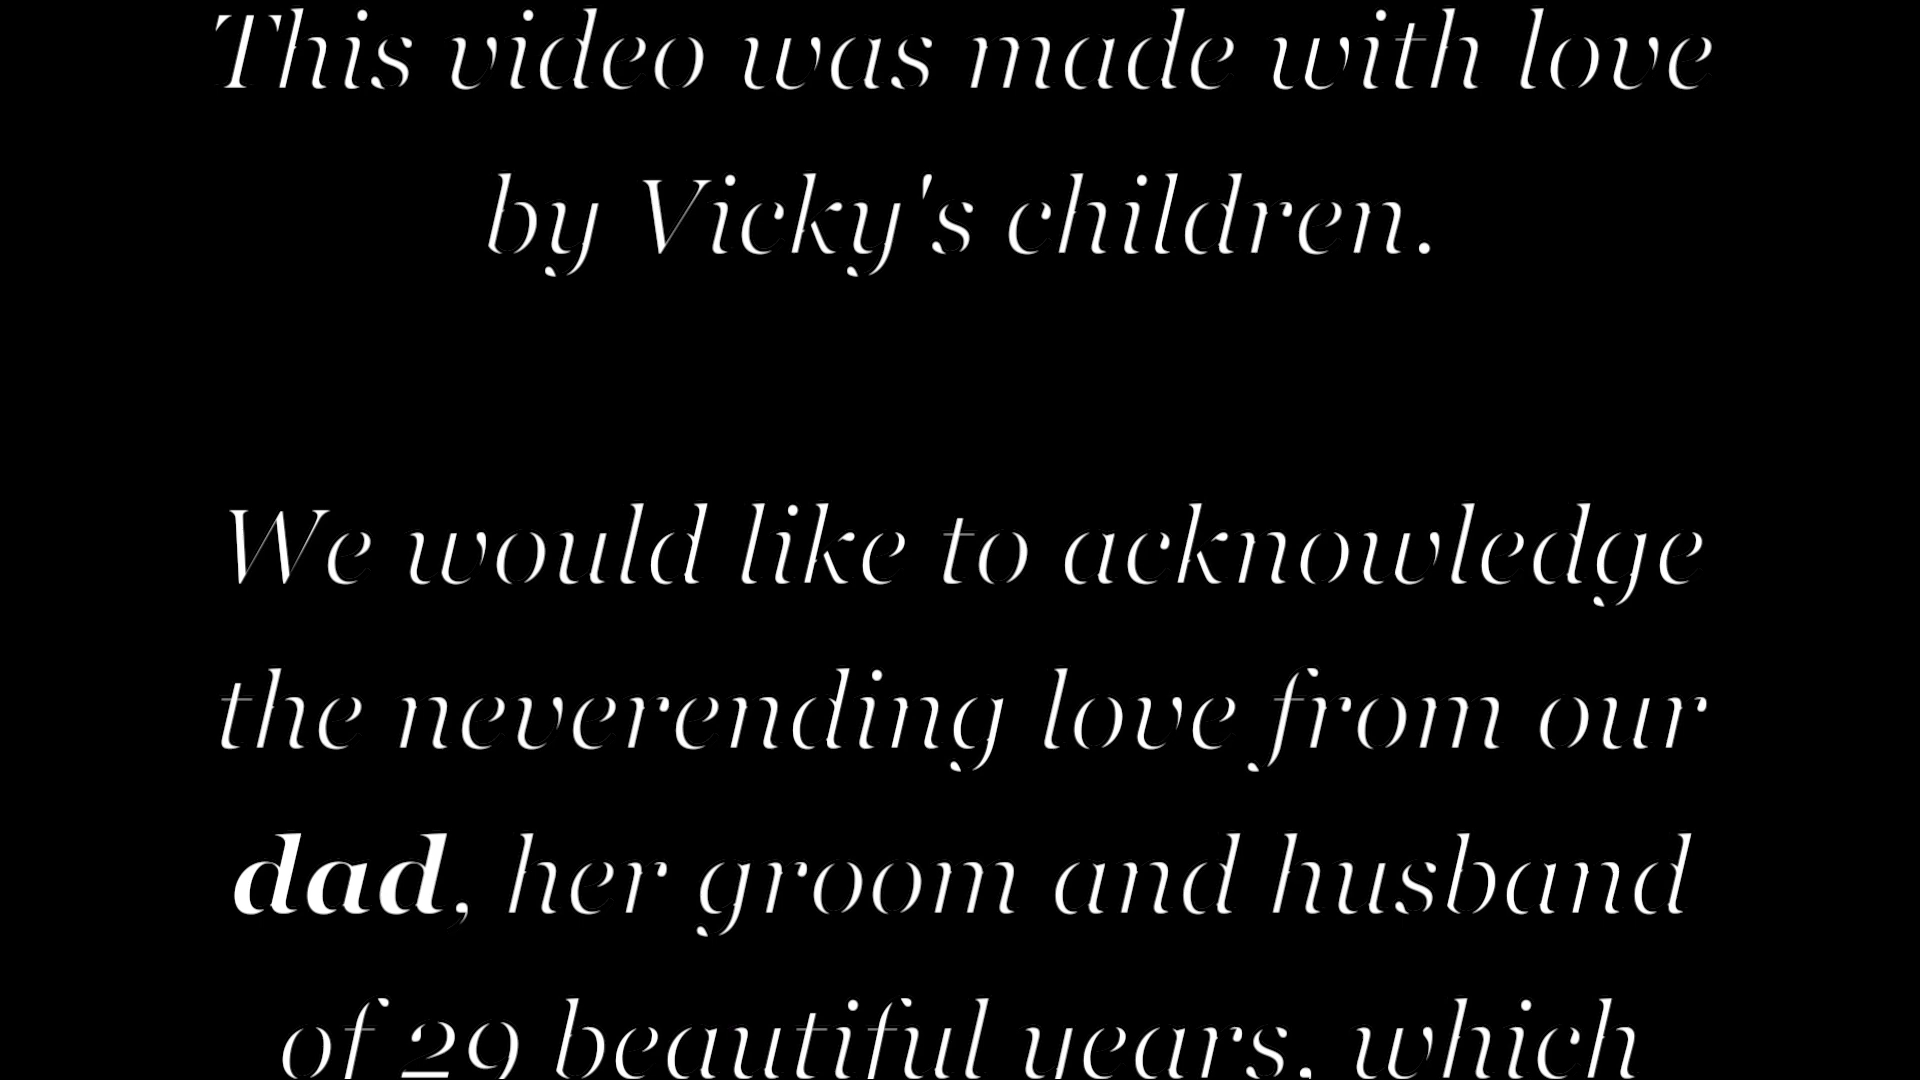 This video was made with love
by Vicky's children.
We would like to acknowledge
the neverending love from our
dad, her groom and husband
of 29 beautiful years, which